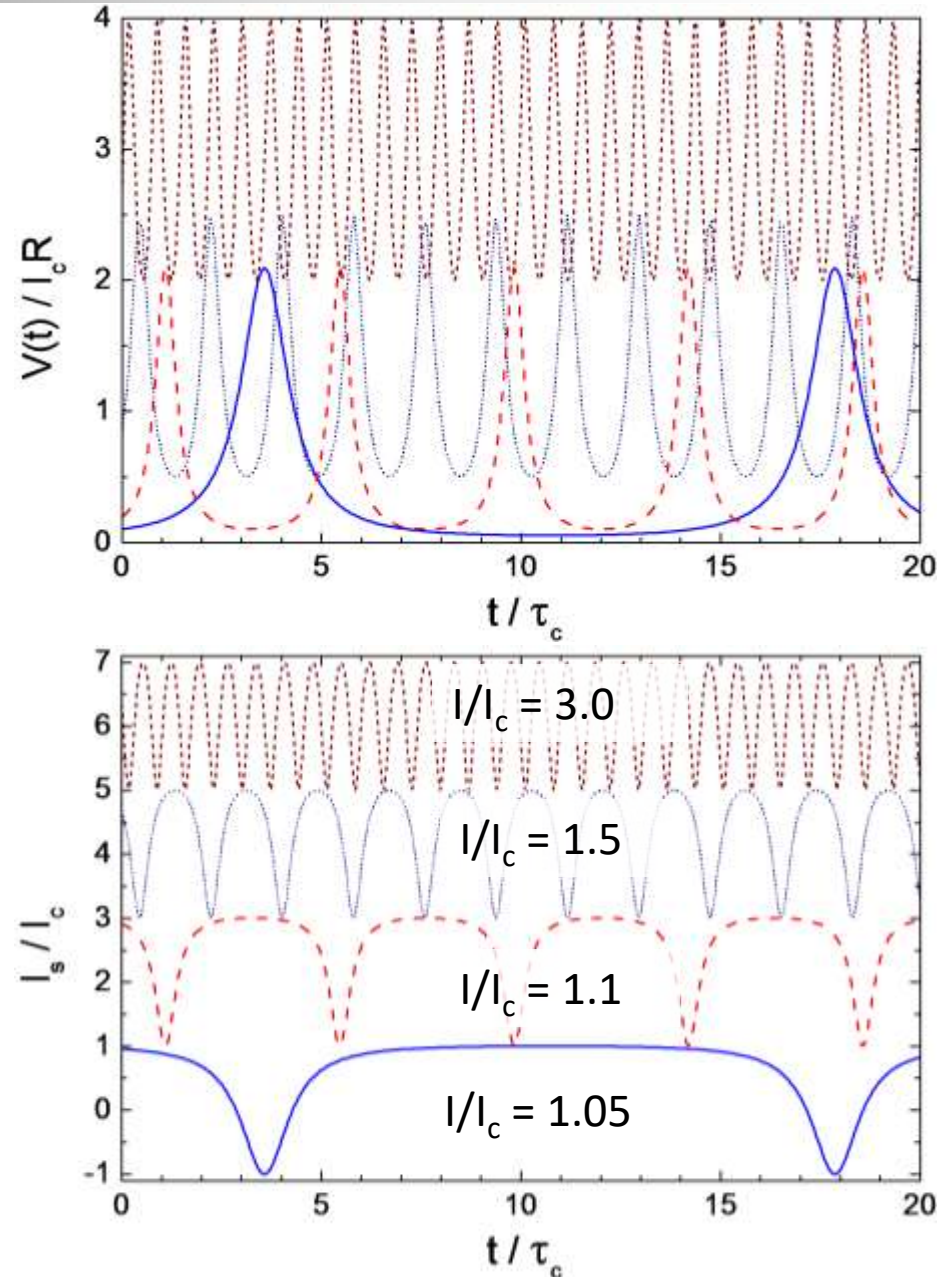 V(t) / I_cR
4
3
2
1
0
0 5 10 15 20
t / τ_c
I_s / I_c
7
6
5
4
3
2
1
0
-1
I/I_c = 3.0
I/I_c = 1.5
I/I_c = 1.1
I/I_c = 1.05
0 5 10 15 20
t / τ_c